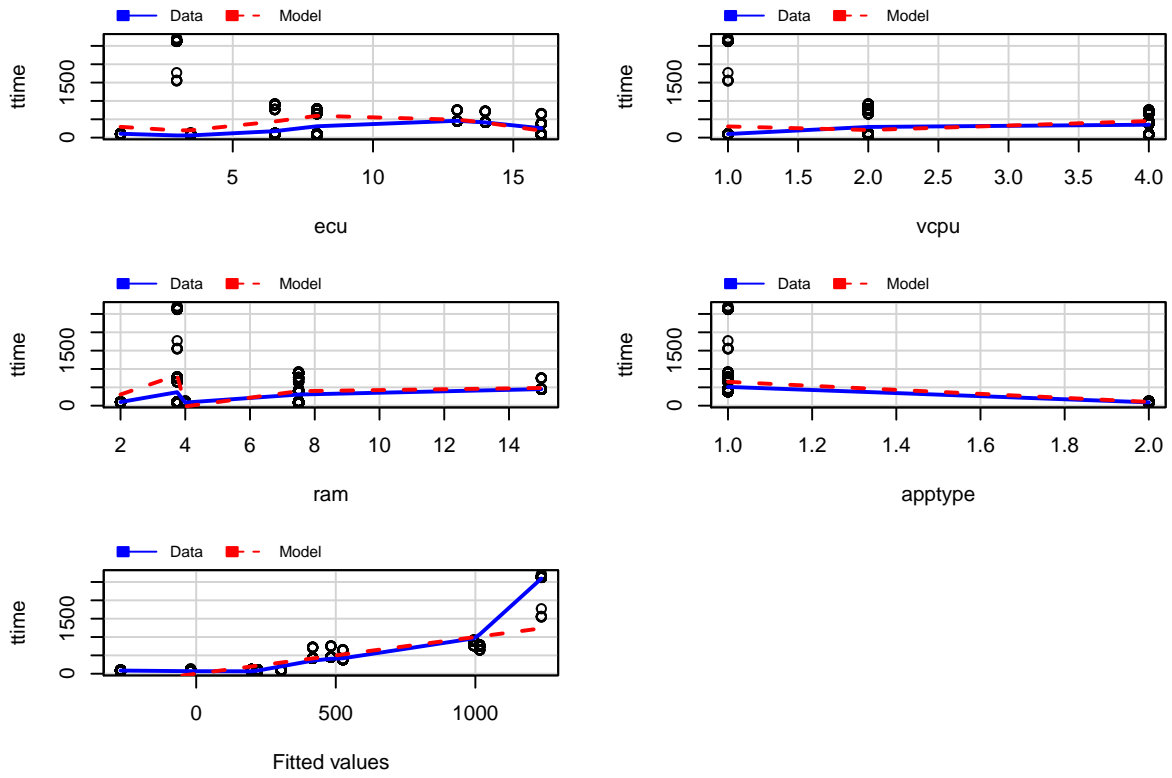 Data Model
ttime
0 1500
5 10 15
ecu
Data Model
ttime
0 1500
1.0 1.5 2.0 2.5 3.0 3.5 4.0
vcpu
Data Model
ttime
0 1500
2 4 6 8 10 12 14
ram
Data Model
ttime
0 1500
1.0 1.2 1.4 1.6 1.8 2.0
apptype
Data Model
ttime
0 1500
0 500 1000
Fitted values